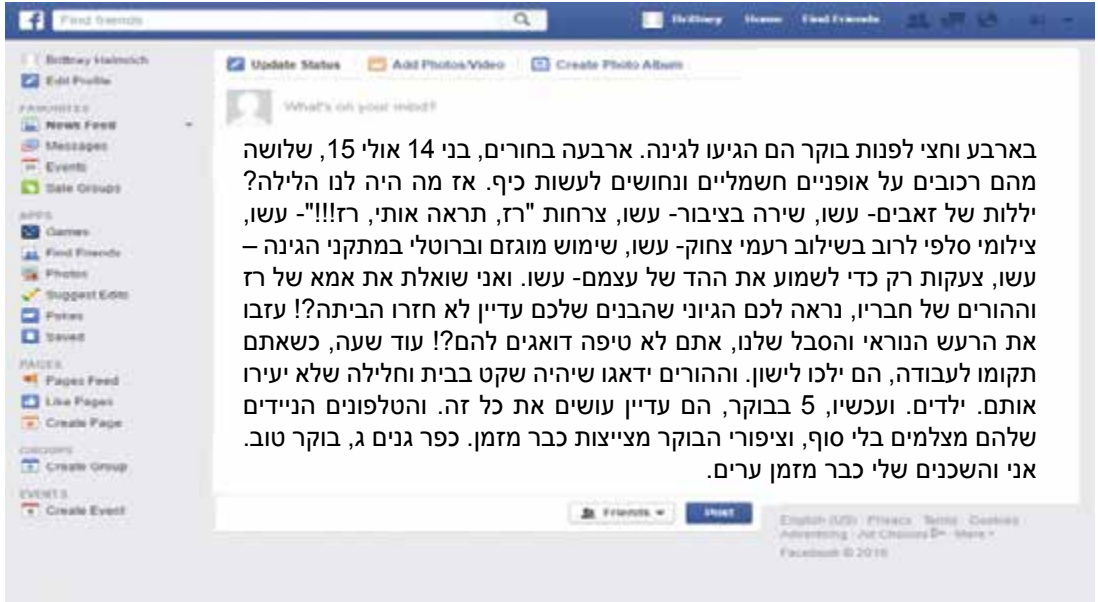 Find friends
Brittney
Home
Find Friends
Edit Profile
FAVORITES
News Feed
Messages
Events
Sale Groups
APPS
Games
Find Friends
Photos
Suggest Edits
Pokes
Saved
PAGES
Pages Feed
Like Pages
Create Page
GROUPS
Create Group
EVENTS
Create Event
Update Status
Add Photos/Video
Create Photo Album
What's on your mind?
בארבע וחצי לפנות בוקר הם הגיעו לגינה. ארבעה בחורים, בני 14 אולי 15, שלושה
מהם רכובים על אופניים חשמליים ונחושים לעשות כיף. אז מה היה לנו הלילה?
יללות של זאבים- עשו, שירה בציבור- עשו, צרחות "רז, תראה אותי, רז!!!"- עשו,
צילומי סלפי לרוב בשילוב רעמי צחוק- עשו, שימוש מוגזם וברוטלי במתקני הגינה –
עשו, צעקות רק כדי לשמוע את ההד של עצמם- עשו. ואני שואלת את אמא של רז
וההורים של חבריו, נראה לכם הגיוני שהבנים שלכם עדיין לא חזרו הביתה?! עזבו
את הרעש הנוראי והסבל שלנו, אתם לא טיפה דואגים להם?! עוד שעה, כשאתם
תקומו לעבודה, הם ילכו לישון. וההורים ידאגו שיהיה שקט בבית וחלילה שלא יעירו
אותם. ילדים. ועכשיו, 5 בבוקר, הם עדיין עושים את כל זה. והטלפונים הניידים
שלהם מצלמים בלי סוף, וציפורי הבוקר מצייצות כבר מזמן. כפר גנים ג, בוקר טוב.
אני והשכנים שלי כבר מזמן ערים.
Friends
Post
English (US) Privacy Terms Cookies
Advertising Ad Choices More
Facebook © 2016